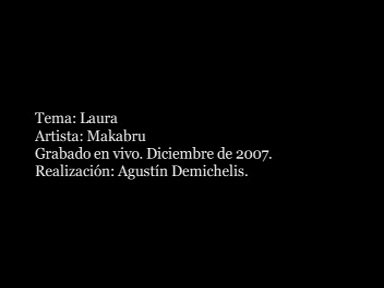 Tema: Laura
Artista: Makabru
Grabado en vivo. Diciembre de 2007.
Realización: Agustín Demichelis.